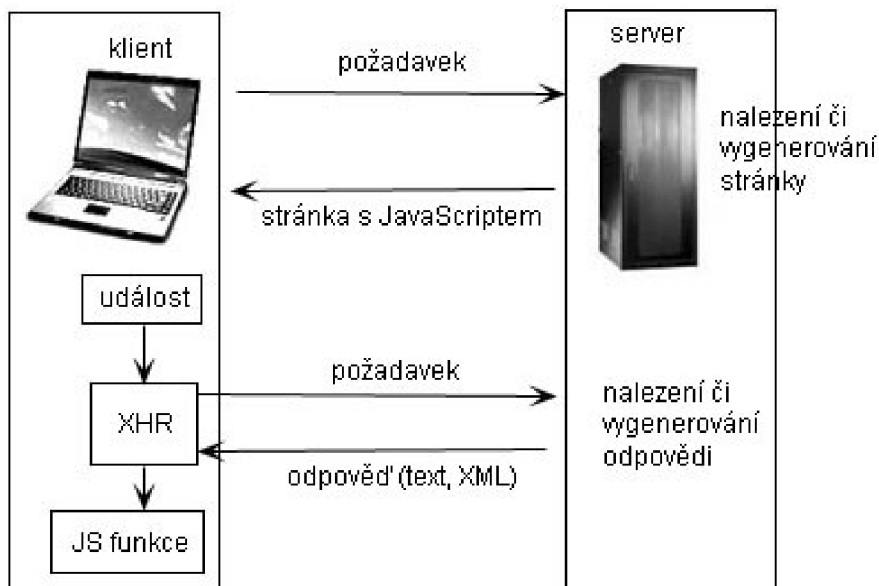 klient
požadavek
server
nalezení či
vygenerování
stránky
stránka s JavaScriptem
událost
požadavek
XHR
nalezení či
vygenerování
odpovědi
odpověď (text, XML)
JS funkce